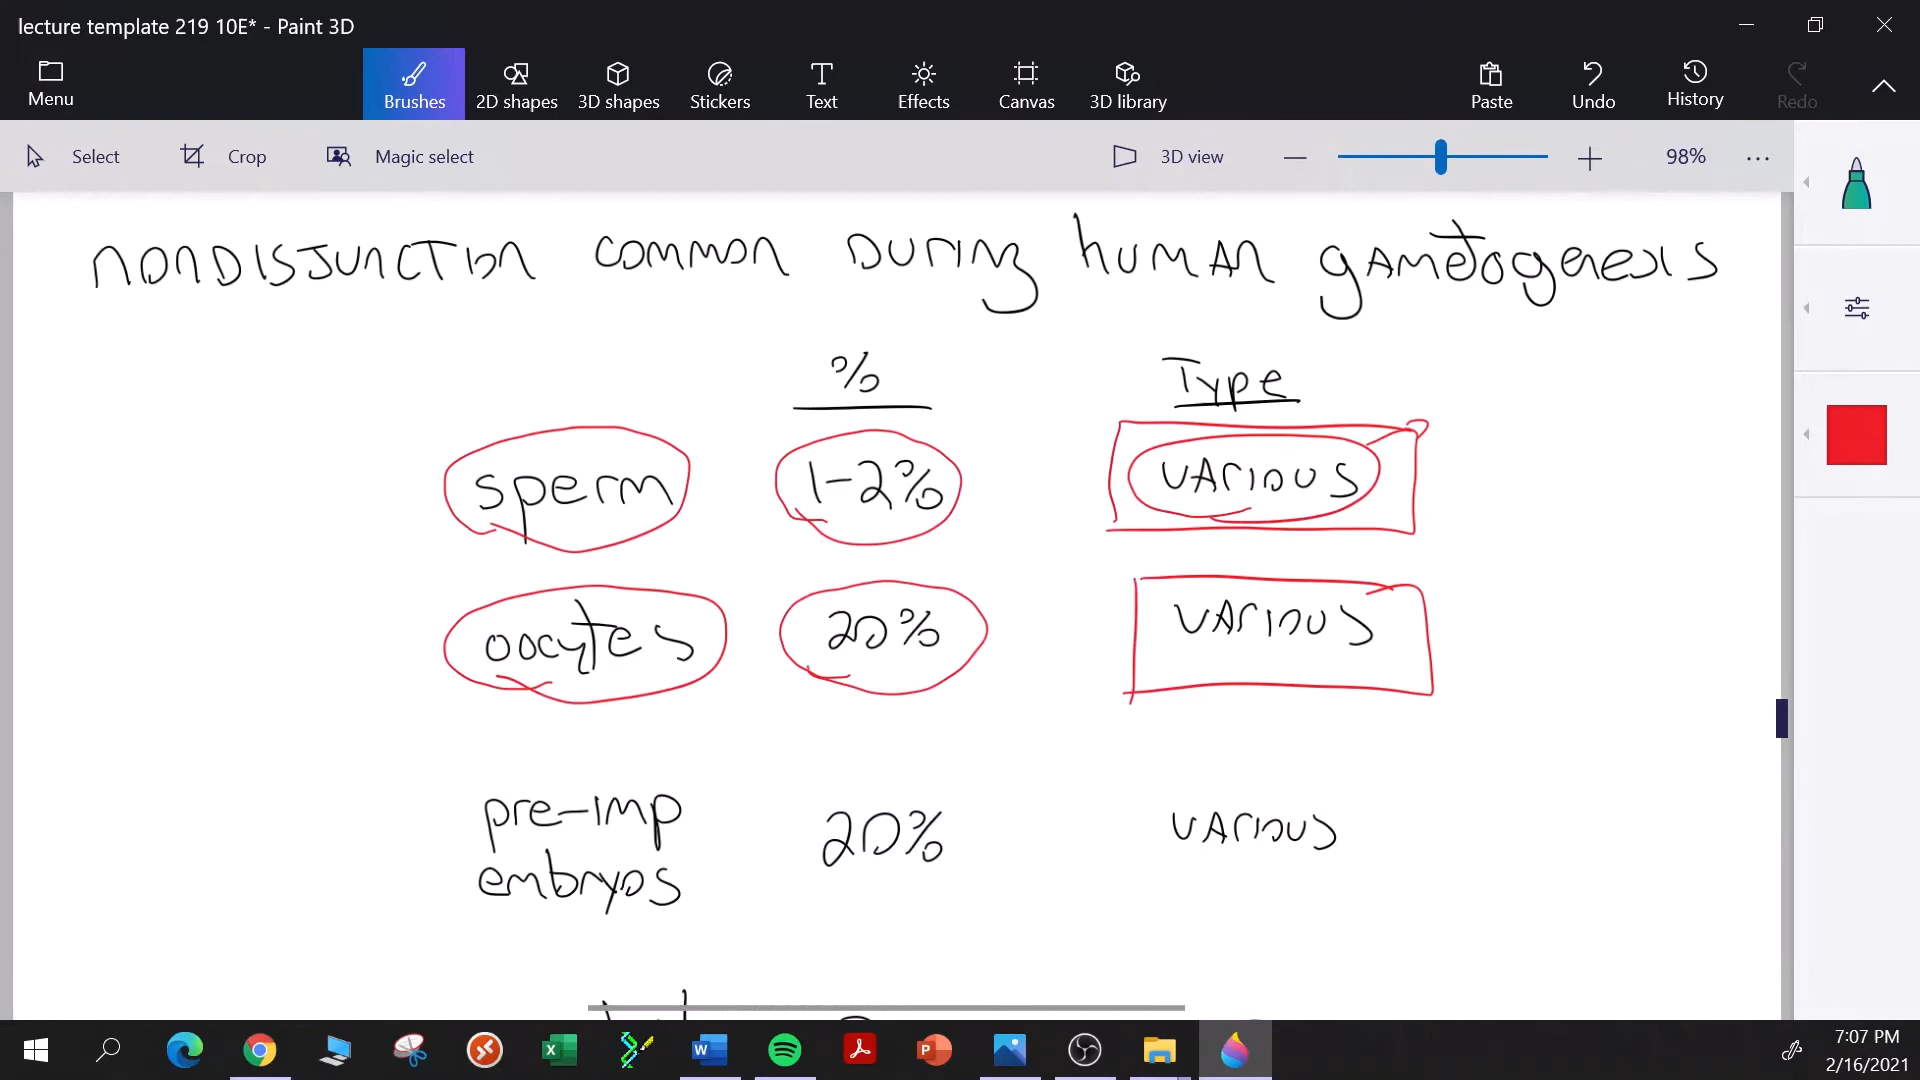 lecture template 219 10E* - Paint 3D
Menu
Brushes
2D shapes
3D shapes
Stickers
Text
Effects
Canvas
3D library
Paste
Undo
History
Redo
Select
Crop
Magic select
3D view
98%
nonDISJUNCTIOn common DURING human gametogenesis
%
Type
sperm 1-2% VARIOUS
oocytes 20% VARIOUS
pre-imp
embryos
20% VARIOUS
7:07 PM
2/16/2021